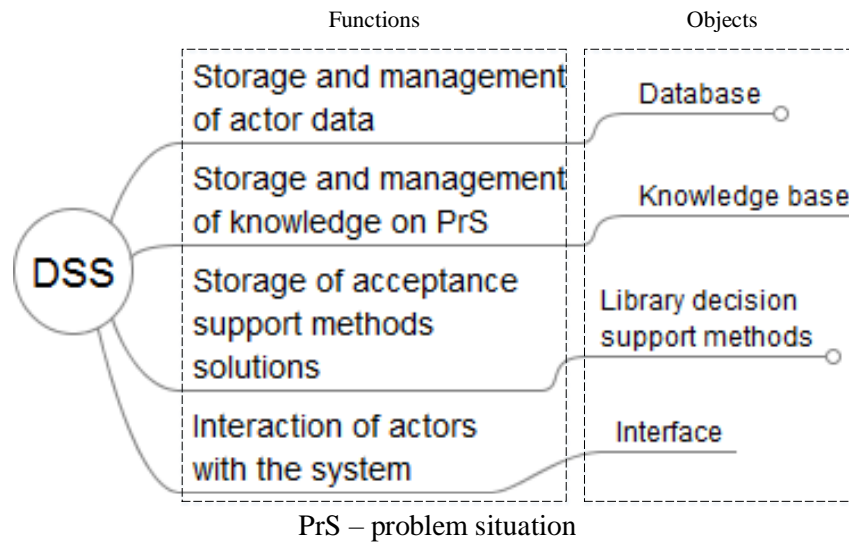 Functions
Objects
Storage and management
of actor data
Database
Storage and management
of knowledge on PrS
Knowledge base
DSS
Storage of acceptance
support methods
solutions
Library decision
support methods
Interaction of actors
with the system
Interface
PrS – problem situation